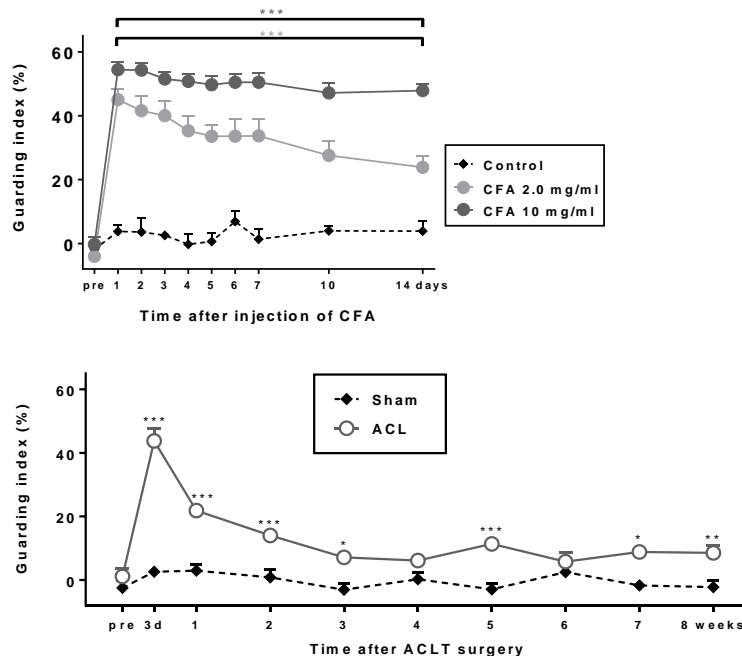 ***
***
60
40
20
0
Guarding index (%)
Control
CFA 2.0 mg/ml
CFA 10 mg/ml
pre 1 2 3 4 5 6 7 10 14 days
Time after injection of CFA
60
40
20
0
Guarding index (%)
Sham
ACL
***
***
***
*
***
*
**
pre 3d 1 2 3 4 5 6 7 8 weeks
Time after ACLT surgery